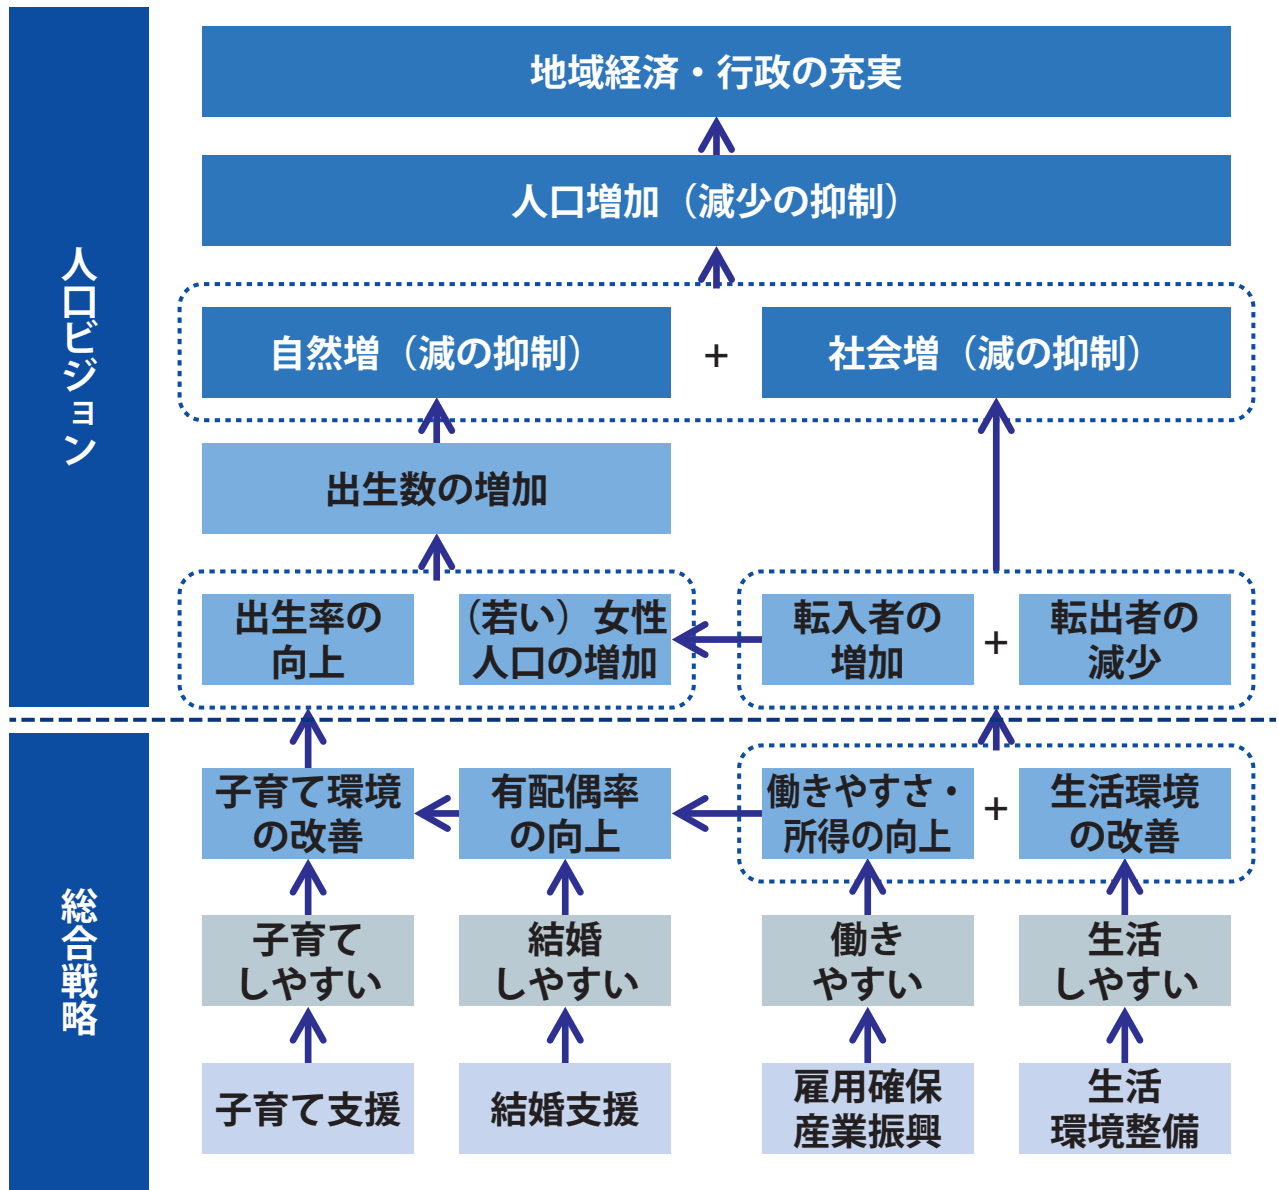 人口ビジョン
地域経済・行政の充実
人口増加（減少の抑制）
自然増（減の抑制）
+
社会増（減の抑制）
出生数の増加
出生率の
向上
（若い）女性
人口の増加
転入者の
増加
+
転出者の
減少
総合戦略
子育て環境
の改善
有配偶率
の向上
働きやすさ・
所得の向上
+
生活環境
の改善
子育て
しやすい
結婚
しやすい
働き
やすい
生活
しやすい
子育て支援
結婚支援
雇用確保
産業振興
生活
環境整備